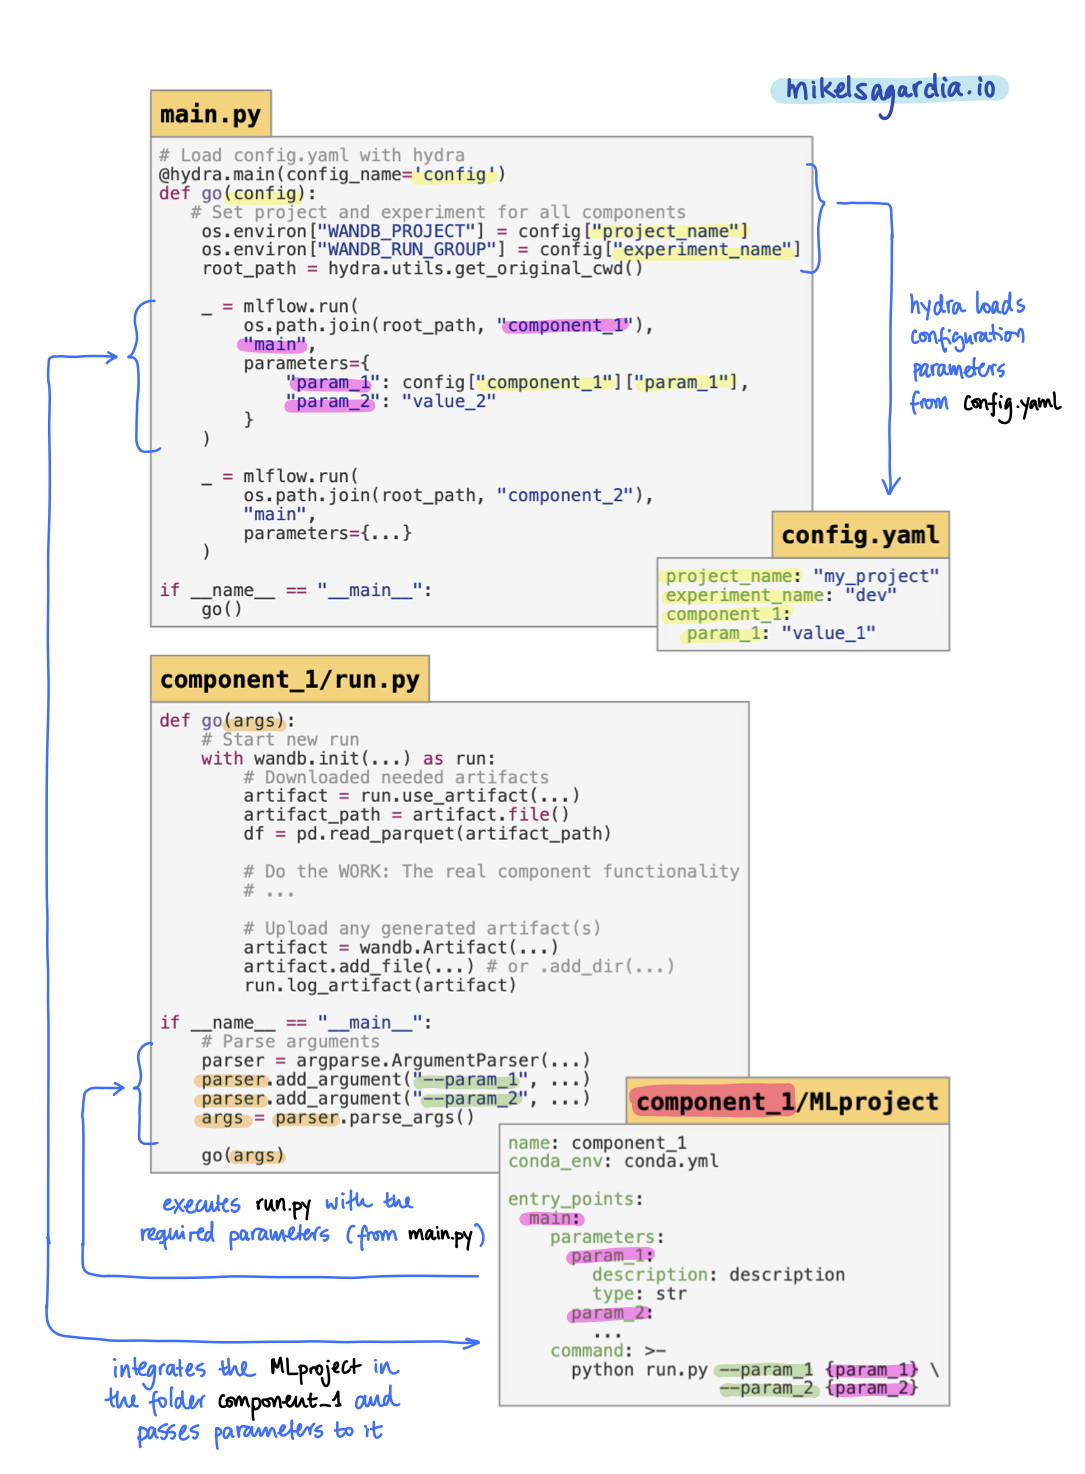 mikelsagardia.io
main.py
# Load config.yaml with hydra
@hydra.main(config_name='config')
def go(config):
   # Set project and experiment for all components
    os.environ["WANDB_PROJECT"] = config["project_name"]
    os.environ["WANDB_RUN_GROUP"] = config["experiment_name"]
    root_path = hydra.utils.get_original_cwd()
    _ = mlflow.run(
        os.path.join(root_path, "component_1"),
        "main",
        parameters={
            "param_1": config["component_1"]["param_1"],
            "param_2": "value_2"
        }
    )
    _ = mlflow.run(
        os.path.join(root_path, "component_2"),
        "main",
        parameters={...}
    )
if __name__ == "__main__":
    go()
hydra loads
configuration
parameters
from config.yaml
config.yaml
project_name: "my_project"
experiment_name: "dev"
component_1:
  param_1: "value_1"
component_1/run.py
def go(args):
    # Start new run
    with wandb.init(...) as run:
        # Downloaded needed artifacts
        artifact = run.use_artifact(...)
        artifact_path = artifact.file()
        df = pd.read_parquet(artifact_path)
        # Do the WORK: The real component functionality
        # ...
        # Upload any generated artifact(s)
        artifact = wandb.Artifact(...)
        artifact.add_file(...) # or .add_dir(...)
        run.log_artifact(artifact)
if __name__ == "__main__":
    # Parse arguments
    parser = argparse.ArgumentParser(...)
    parser.add_argument("--param_1", ...)
    parser.add_argument("--param_2", ...)
    args = parser.parse_args()
    go(args)
executes run.py with the
required parameters (from main.py)
component_1/MLproject
name: component_1
conda_env: conda.yml
entry_points:
  main:
    parameters:
      param_1:
        description: description
        type: str
      param_2:
        ...
    command: >-
      python run.py --param_1 {param_1} \
                    --param_2 {param_2}
integrates the MLproject in
the folder component_1 and
passes parameters to it